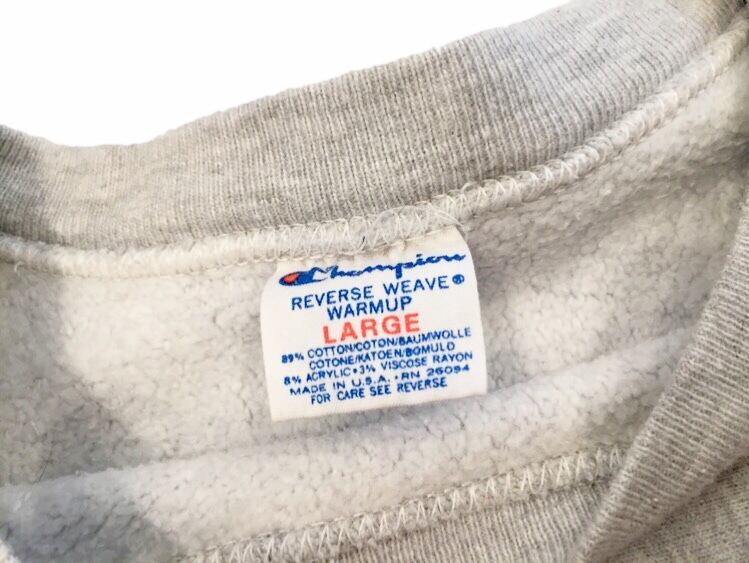 Champion
REVERSE WEAVE®
WARMUP
LARGE
89% COTTON/COTON/BAUMWOLLE
COTONE/KATOEN/BOMULD
8% ACRYLIC•3% VISCOSE RAYON
MADE IN U.S.A. • RN 26094
FOR CARE SEE REVERSE